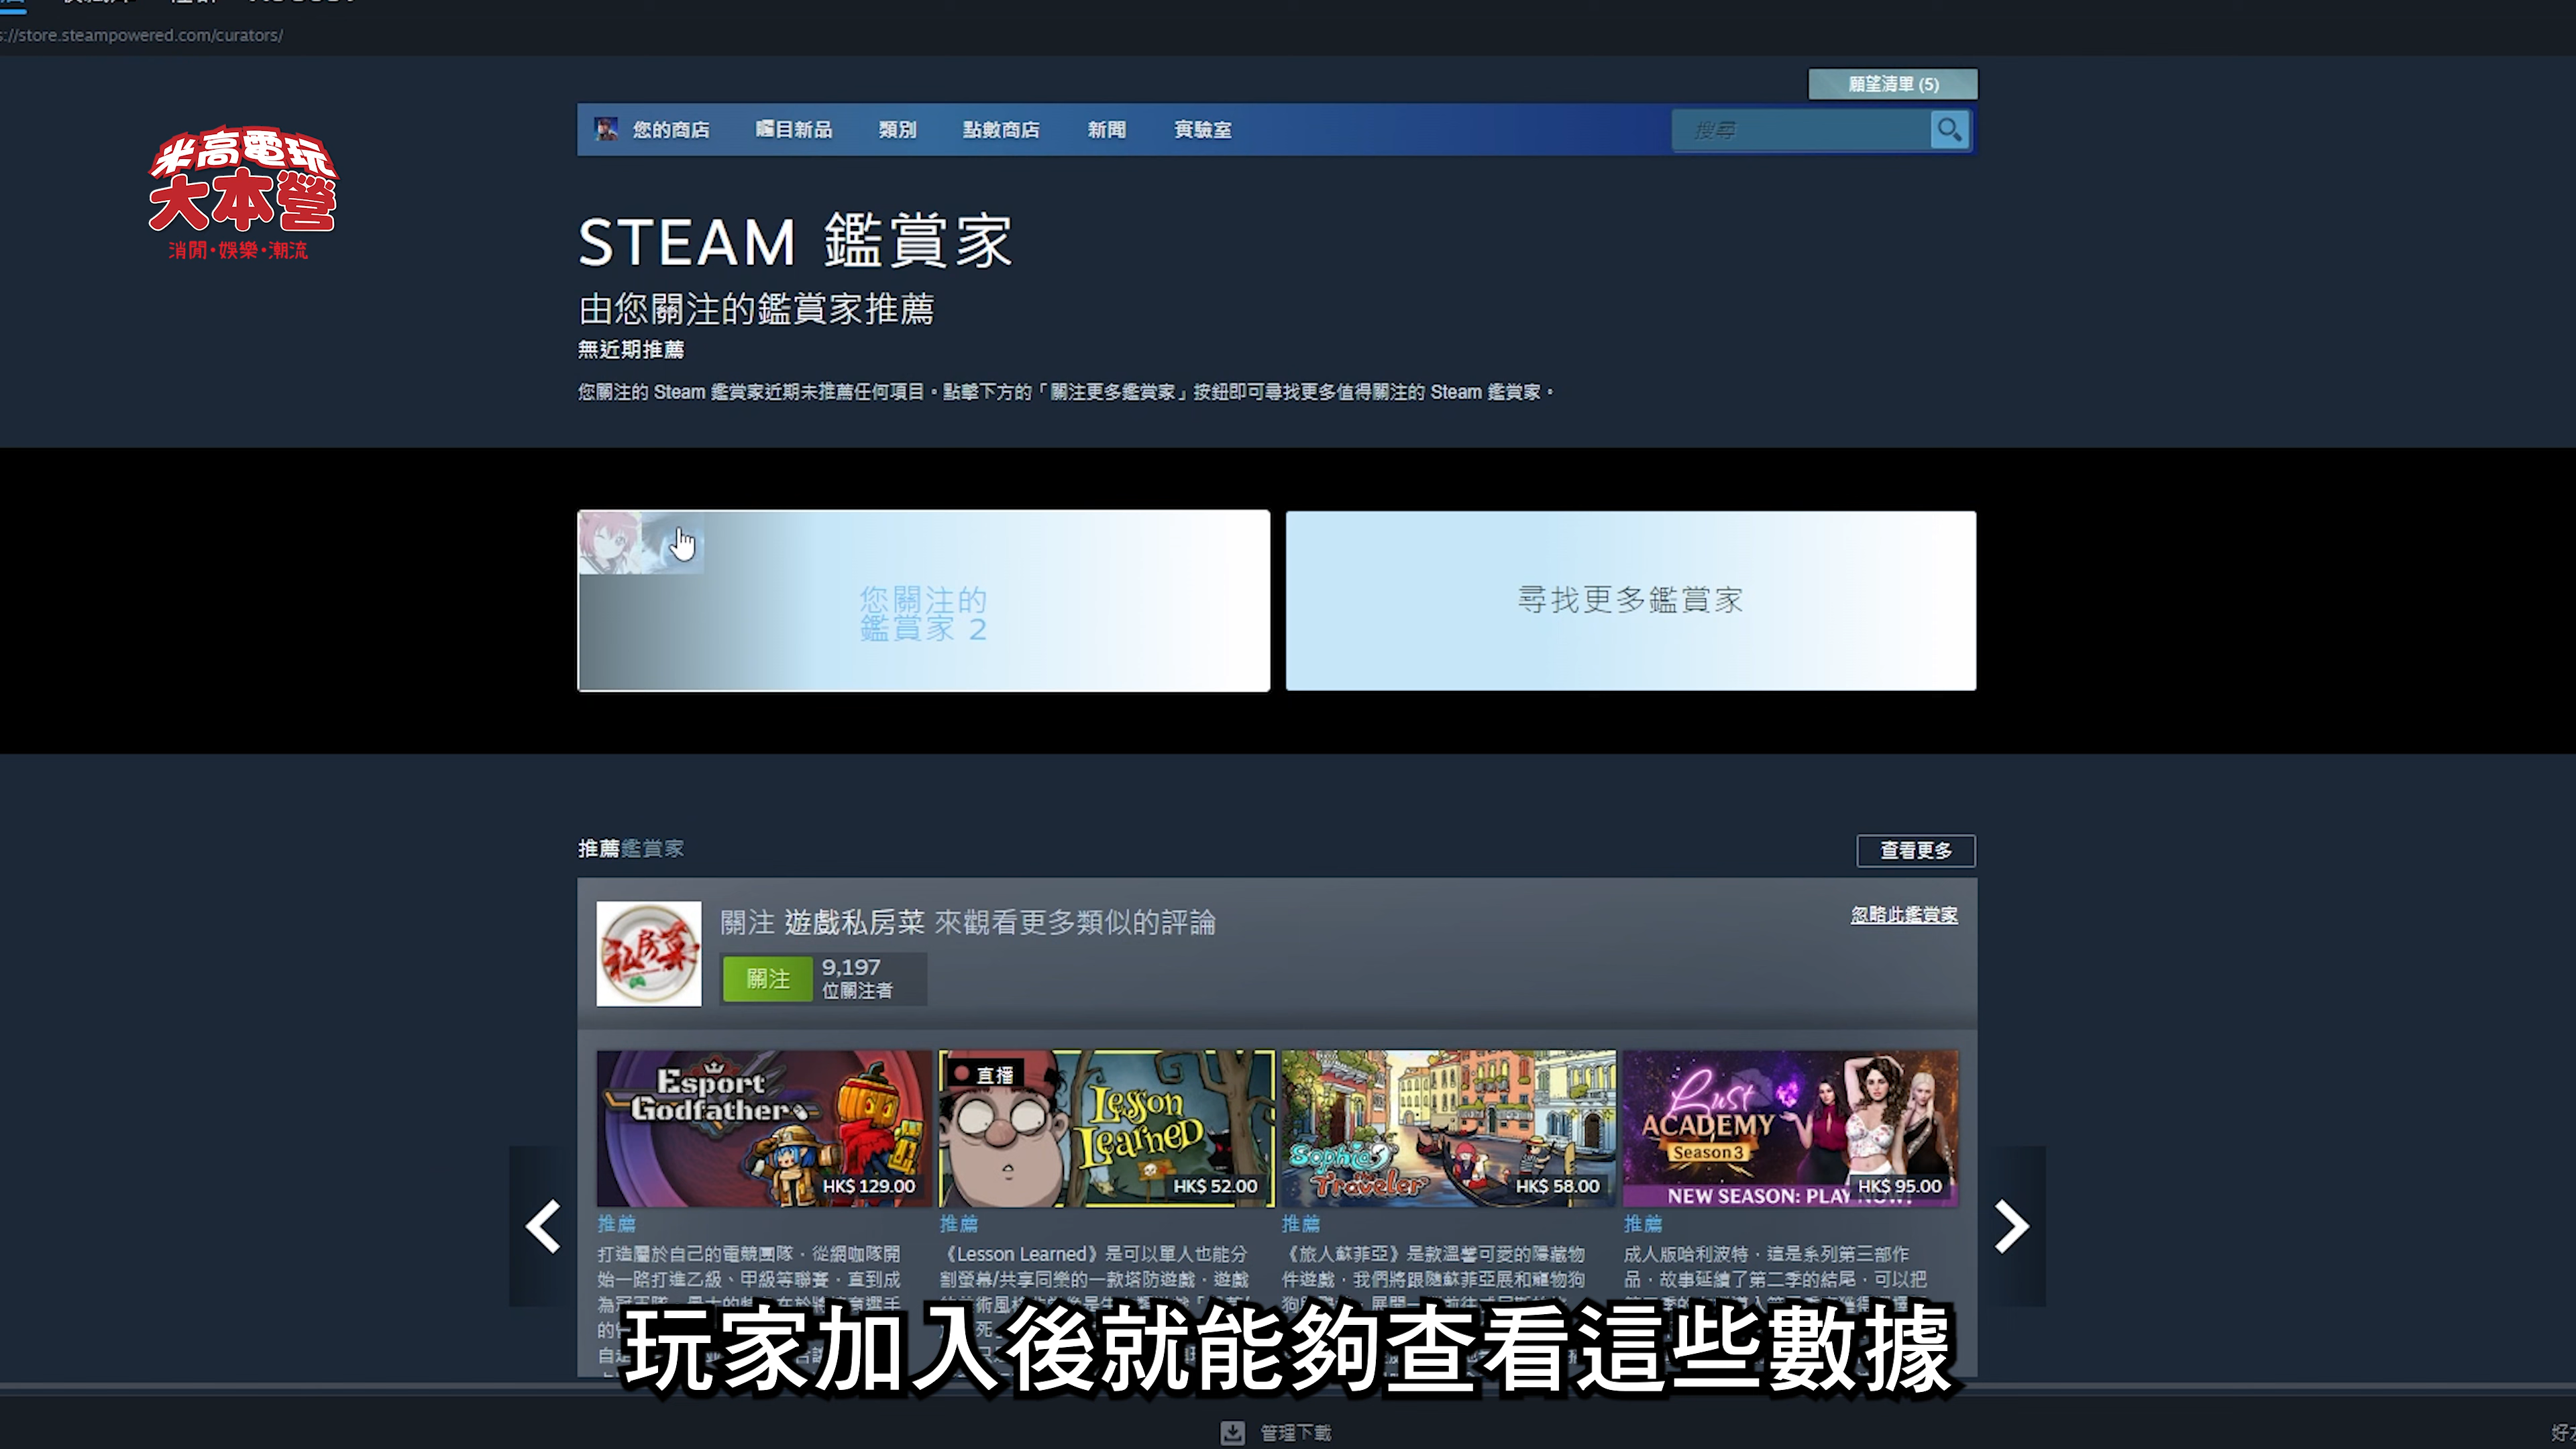 s://store.steampowered.com/curators/
願望清單 (5)
您的商店 矚目新品 類別 點數商店 新聞 實驗室 搜尋
米高電玩
大本營
消閒・娛樂・潮流
STEAM 鑑賞家
由您關注的鑑賞家推薦
無近期推薦
您關注的 Steam 鑑賞家近期未推薦任何項目。點擊下方的「關注更多鑑賞家」按鈕即可尋找更多值得關注的 Steam 鑑賞家。
您關注的
鑑賞家 2
尋找更多鑑賞家
推薦鑑賞家
查看更多
私房菜
關注 遊戲私房菜 來觀看更多類似的評論
忽略此鑑賞家
關注
9,197
位關注者
Esport
Godfather
HK$ 129.00
直播
Lesson
Learned
HK$ 52.00
Sophia
Traveler
HK$ 58.00
Lust
ACADEMY
Season 3
NEW SEASON: PLAY NOW!
HK$ 95.00
推薦
打造屬於自己的電競團隊，從網咖隊開
始一路打進乙級、甲級等聯賽，直到成
推薦
《Lesson Learned》是可以單人也能分
割螢幕/共享同樂的一款塔防遊戲，遊戲
推薦
《旅人蘇菲亞》是款溫馨可愛的隱藏物
件遊戲，我們將跟隨蘇菲亞展和寵物狗
推薦
成人版哈利波特，這是系列第三部作
品，故事延續了第二季的結尾，可以把
玩家加入後就能夠查看這些數據
管理下載